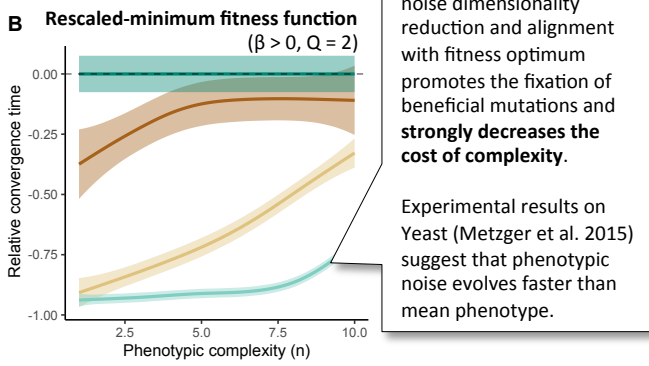 B Rescaled-minimum fitness function
(β > 0, Q = 2)
0.00
-0.25
-0.50
-0.75
-1.00
Relative convergence time
2.5 5.0 7.5 10.0
Phenotypic complexity (n)
noise dimensionality
reduction and alignment
with fitness optimum
promotes the fixation of
beneficial mutations and
strongly decreases the
cost of complexity.
Experimental results on
Yeast (Metzger et al. 2015)
suggest that phenotypic
noise evolves faster than
mean phenotype.